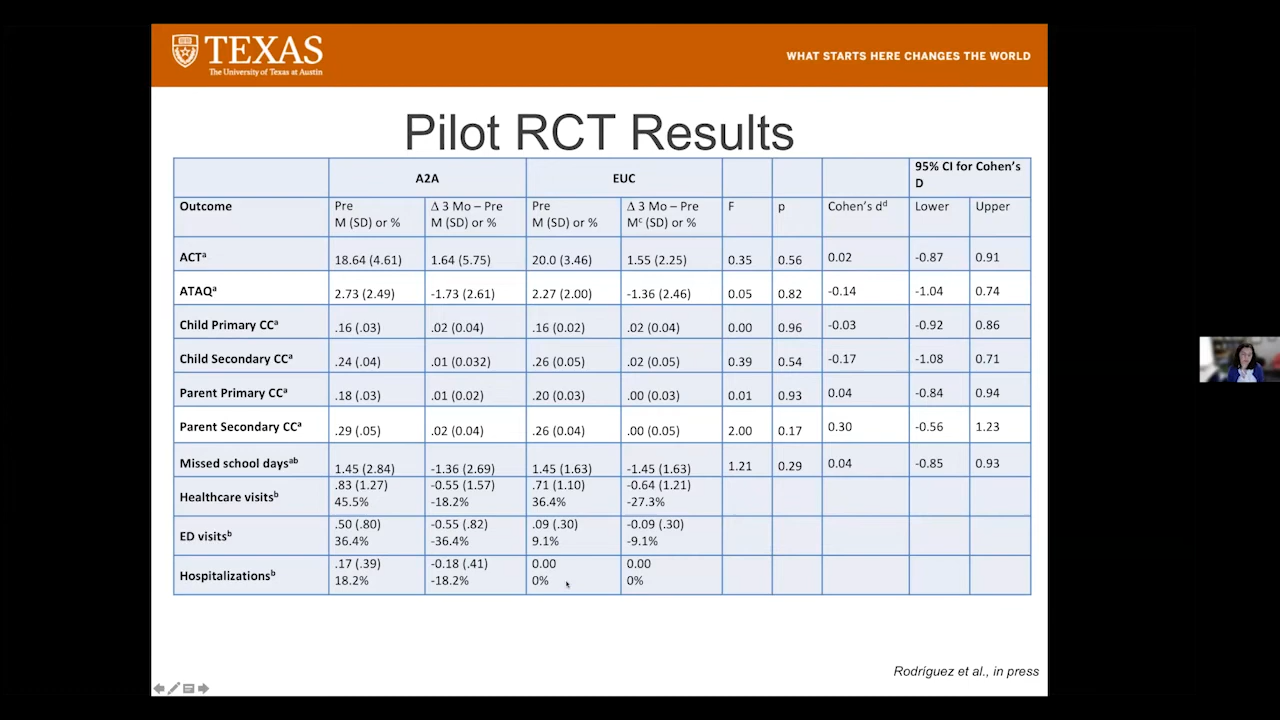 TEXAS
The University of Texas at Austin
WHAT STARTS HERE CHANGES THE WORLD
Pilot RCT Results
A2A EUC 95% CI for Cohen's
D
Outcome Pre Δ 3 Mo – Pre Pre Δ 3 Mo – Pre F p Cohen's dᵈ Lower Upper
M (SD) or % M (SD) or % M (SD) or % Mᶜ (SD) or %
ACTᵃ 18.64 (4.61) 1.64 (5.75) 20.0 (3.46) 1.55 (2.25) 0.35 0.56 0.02 -0.87 0.91
ATAQᵃ 2.73 (2.49) -1.73 (2.61) 2.27 (2.00) -1.36 (2.46) 0.05 0.82 -0.14 -1.04 0.74
Child Primary CCᵃ .16 (.03) .02 (0.04) .16 (0.02) .02 (0.04) 0.00 0.96 -0.03 -0.92 0.86
Child Secondary CCᵃ .24 (.04) .01 (0.032) .26 (0.05) .02 (0.05) 0.39 0.54 -0.17 -1.08 0.71
Parent Primary CCᵃ .18 (.03) .01 (0.02) .20 (0.03) .00 (0.03) 0.01 0.93 0.04 -0.84 0.94
Parent Secondary CCᵃ .29 (.05) .02 (0.04) .26 (0.04) .00 (0.05) 2.00 0.17 0.30 -0.56 1.23
Missed school daysᵃᵇ 1.45 (2.84) -1.36 (2.69) 1.45 (1.63) -1.45 (1.63) 1.21 0.29 0.04 -0.85 0.93
Healthcare visitsᵇ .83 (1.27) -0.55 (1.57) .71 (1.10) -0.64 (1.21)
45.5% -18.2% 36.4% -27.3%
ED visitsᵇ .50 (.80) -0.55 (.82) .09 (.30) -0.09 (.30)
36.4% -36.4% 9.1% -9.1%
Hospitalizationsᵇ .17 (.39) -0.18 (.41) 0.00 0.00
18.2% -18.2% 0% 0%
Rodríguez et al., in press